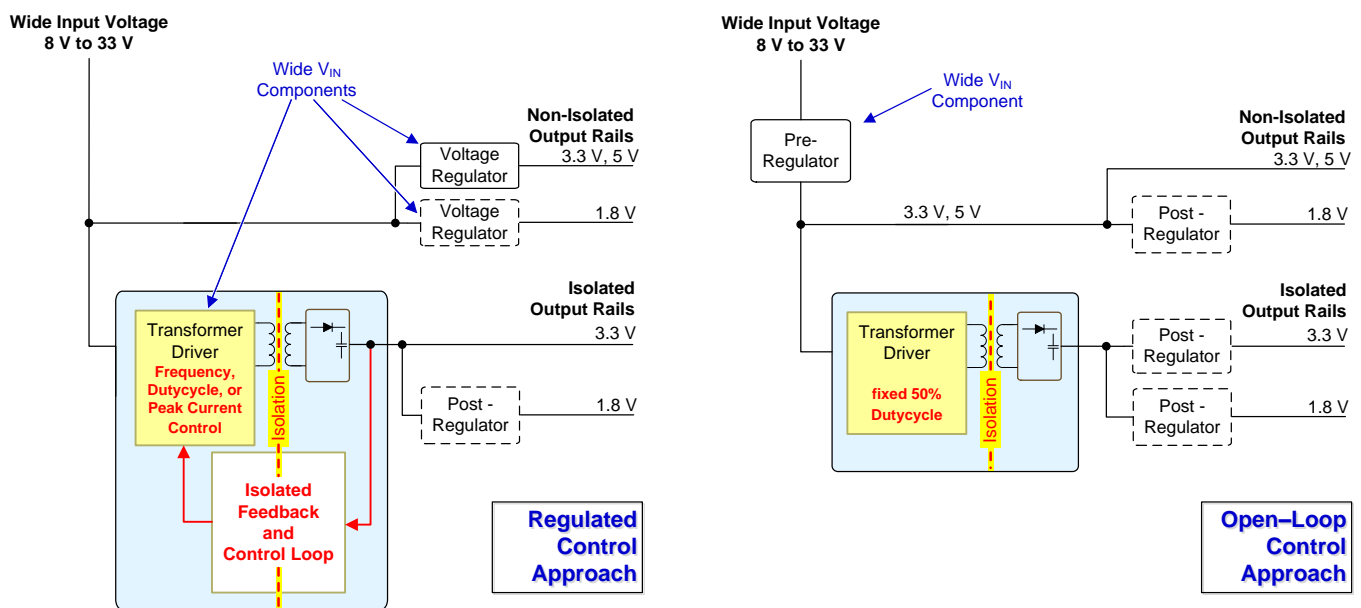 Wide Input Voltage
8 V to 33 V
Wide VIN
Components
Non-Isolated
Output Rails
Voltage
Regulator
3.3 V, 5 V
Voltage
Regulator
1.8 V
Isolated
Output Rails
Transformer
Driver
Frequency,
Dutycycle, or
Peak Current
Control
Isolation
3.3 V
Post -
Regulator
1.8 V
Isolated
Feedback
and
Control Loop
Regulated
Control
Approach
Wide Input Voltage
8 V to 33 V
Wide VIN
Component
Pre-
Regulator
Non-Isolated
Output Rails
3.3 V, 5 V
3.3 V, 5 V
Post -
Regulator
1.8 V
Isolated
Output Rails
Transformer
Driver
fixed 50%
Dutycycle
Isolation
Post -
Regulator
3.3 V
Post -
Regulator
1.8 V
Open–Loop
Control
Approach